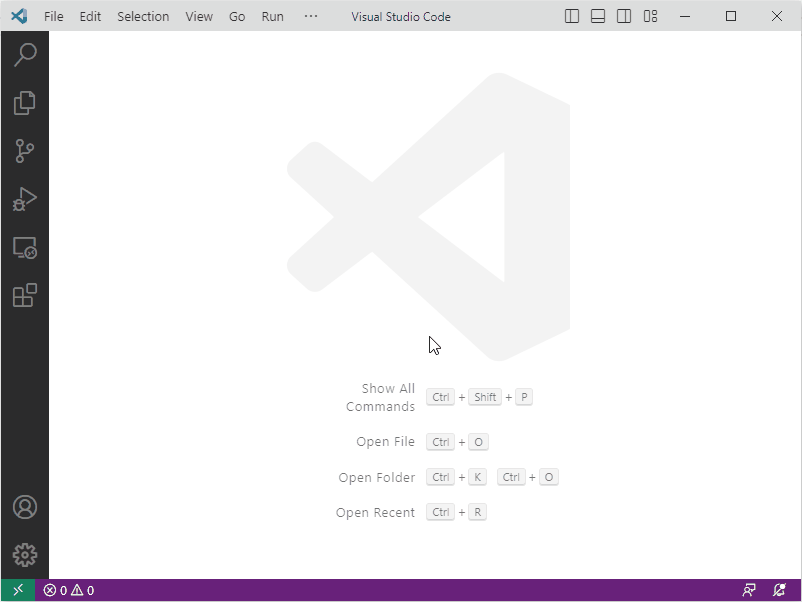 File Edit Selection View Go Run ··· Visual Studio Code
Show All
Commands Ctrl + Shift + P
Open File Ctrl + O
Open Folder Ctrl + K Ctrl + O
Open Recent Ctrl + R
0 0